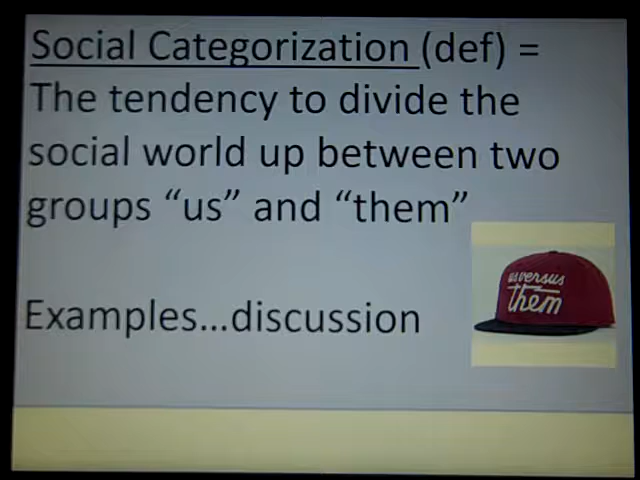 Social Categorization (def) =
The tendency to divide the
social world up between two
groups “us” and “them”
Examples...discussion
us versus
them